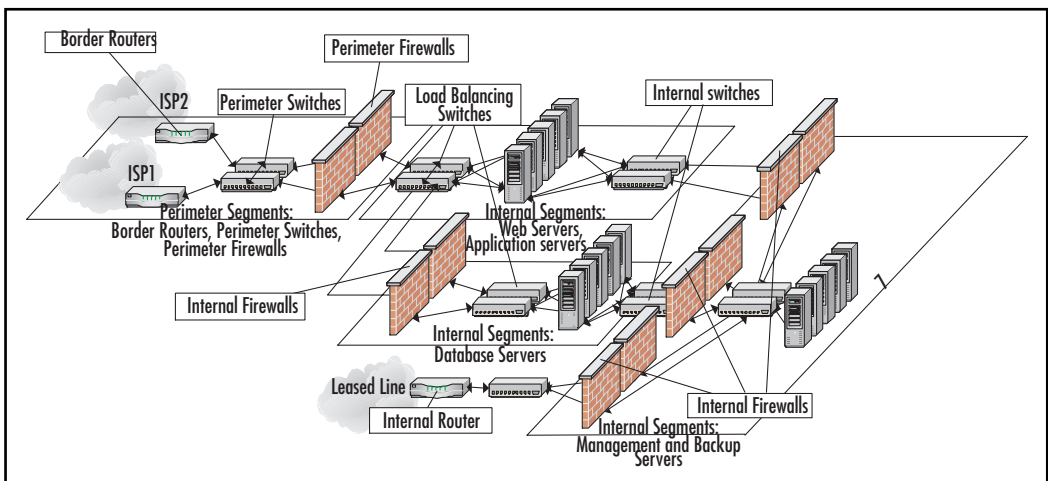 Border Routers
Perimeter Firewalls
ISP2
Perimeter Switches
Load Balancing
Switches
Internal switches
ISP1
Perimeter Segments:
Border Routers, Perimeter Switches,
Perimeter Firewalls
Internal Segments:
Web Servers,
Application servers
Internal Firewalls
Internal Segments:
Database Servers
Leased Line
Internal Router
Internal Firewalls
Internal Segments:
Management and Backup
Servers